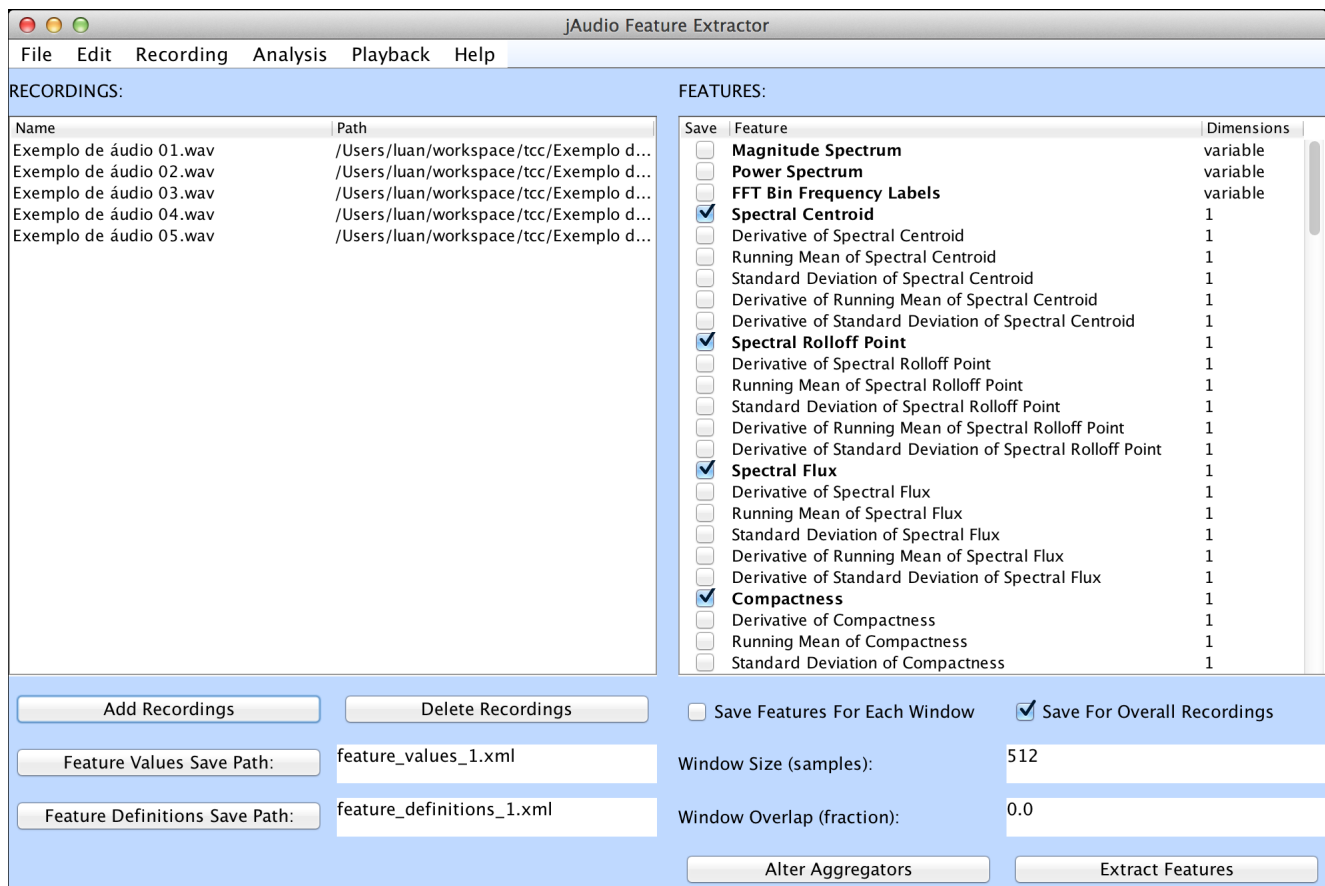 jAudio Feature Extractor
File Edit Recording Analysis Playback Help
RECORDINGS:
Name Path
Exemplo de áudio 01.wav /Users/luan/workspace/tcc/Exemplo d...
Exemplo de áudio 02.wav /Users/luan/workspace/tcc/Exemplo d...
Exemplo de áudio 03.wav /Users/luan/workspace/tcc/Exemplo d...
Exemplo de áudio 04.wav /Users/luan/workspace/tcc/Exemplo d...
Exemplo de áudio 05.wav /Users/luan/workspace/tcc/Exemplo d...
Add Recordings Delete Recordings
Feature Values Save Path: feature_values_1.xml
Feature Definitions Save Path: feature_definitions_1.xml
FEATURES:
Save Feature Dimensions
Magnitude Spectrum variable
Power Spectrum variable
FFT Bin Frequency Labels variable
Spectral Centroid 1
Derivative of Spectral Centroid 1
Running Mean of Spectral Centroid 1
Standard Deviation of Spectral Centroid 1
Derivative of Running Mean of Spectral Centroid 1
Derivative of Standard Deviation of Spectral Centroid 1
Spectral Rolloff Point 1
Derivative of Spectral Rolloff Point 1
Running Mean of Spectral Rolloff Point 1
Standard Deviation of Spectral Rolloff Point 1
Derivative of Running Mean of Spectral Rolloff Point 1
Derivative of Standard Deviation of Spectral Rolloff Point 1
Spectral Flux 1
Derivative of Spectral Flux 1
Running Mean of Spectral Flux 1
Standard Deviation of Spectral Flux 1
Derivative of Running Mean of Spectral Flux 1
Derivative of Standard Deviation of Spectral Flux 1
Compactness 1
Derivative of Compactness 1
Running Mean of Compactness 1
Standard Deviation of Compactness 1
Save Features For Each Window Save For Overall Recordings
Window Size (samples): 512
Window Overlap (fraction): 0.0
Alter Aggregators Extract Features